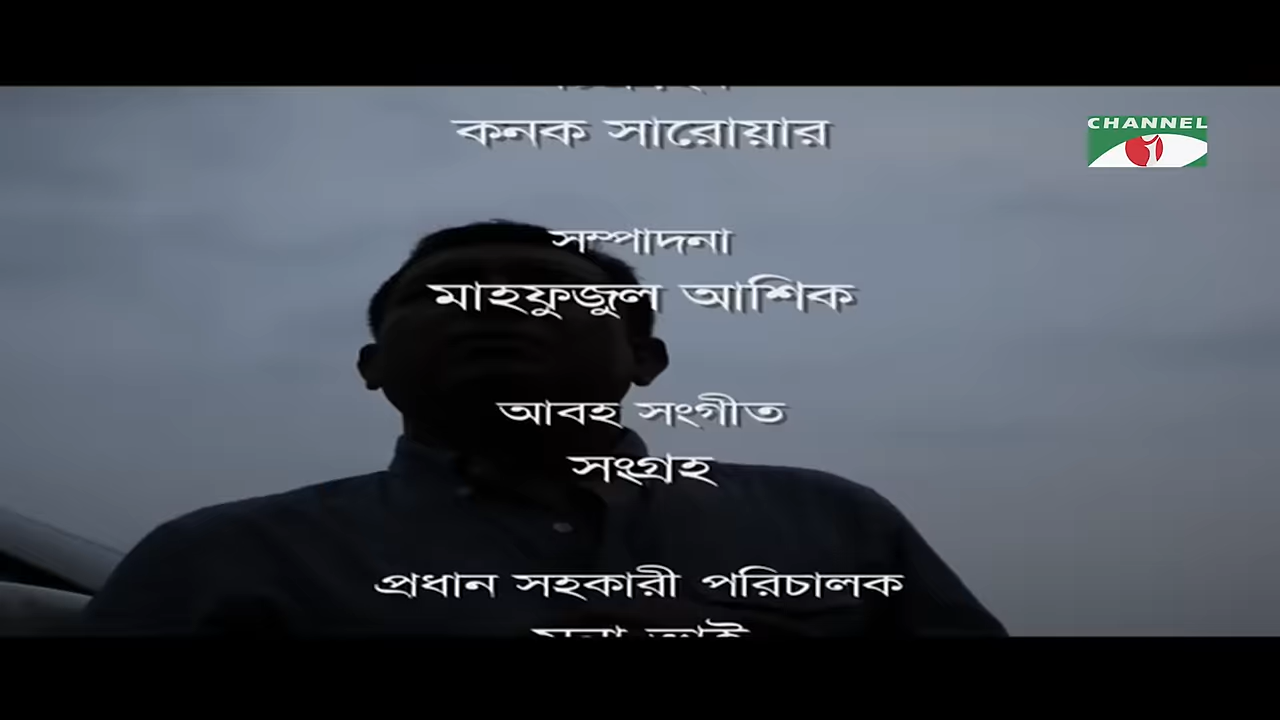 কনক সারোয়ার
CHANNEL
সম্পাদনা
মাহফুজুল আশিক
আবহ সংগীত
সংগ্রহ
প্রধান সহকারী পরিচালক